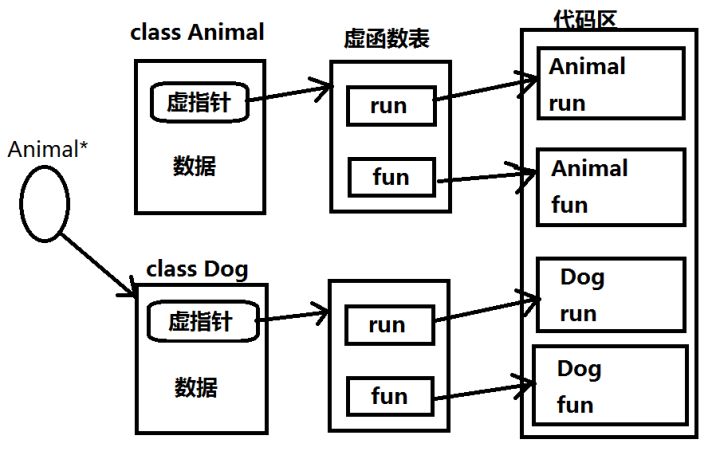 class Animal
虚函数表
代码区
虚指针
数据
run
fun
Animal
run
Animal
fun
Animal*
class Dog
虚指针
数据
run
fun
Dog
run
Dog
fun